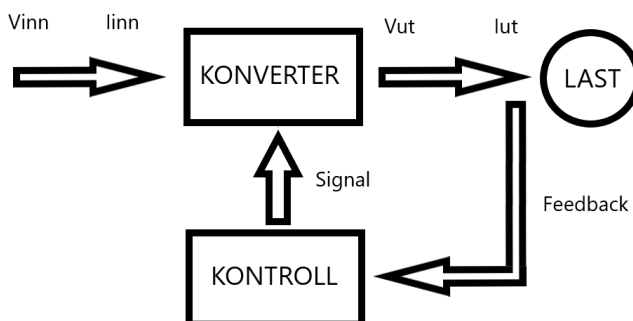 Vinn Iinn
Vut Iut
KONVERTER
LAST
Signal
Feedback
KONTROLL